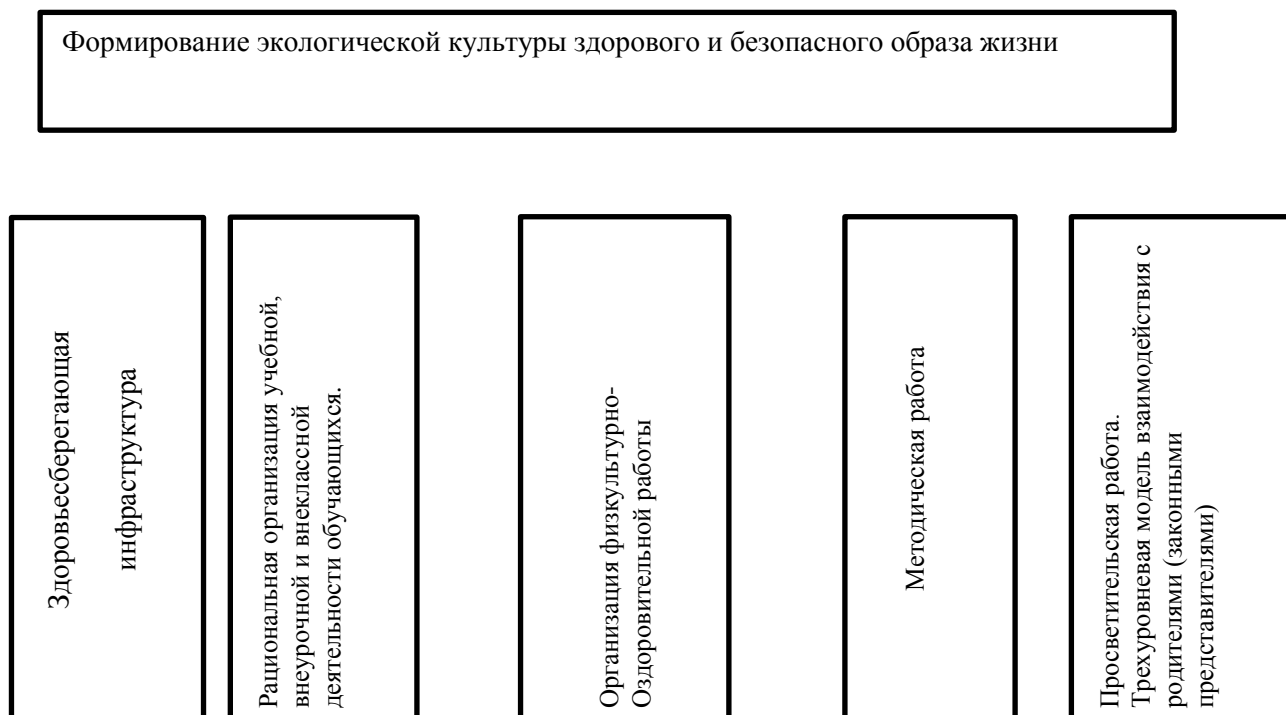 Формирование экологической культуры здорового и безопасного образа жизни
Здоровьесберегающая
инфраструктура
Рациональная организация учебной,
внеурочной и внеклассной
деятельности обучающихся.
Организация физкультурно-
Оздоровительной работы
Методическая работа
Просветительская работа.
Трехуровневая модель взаимодействия с
родителями (законными
представителями)